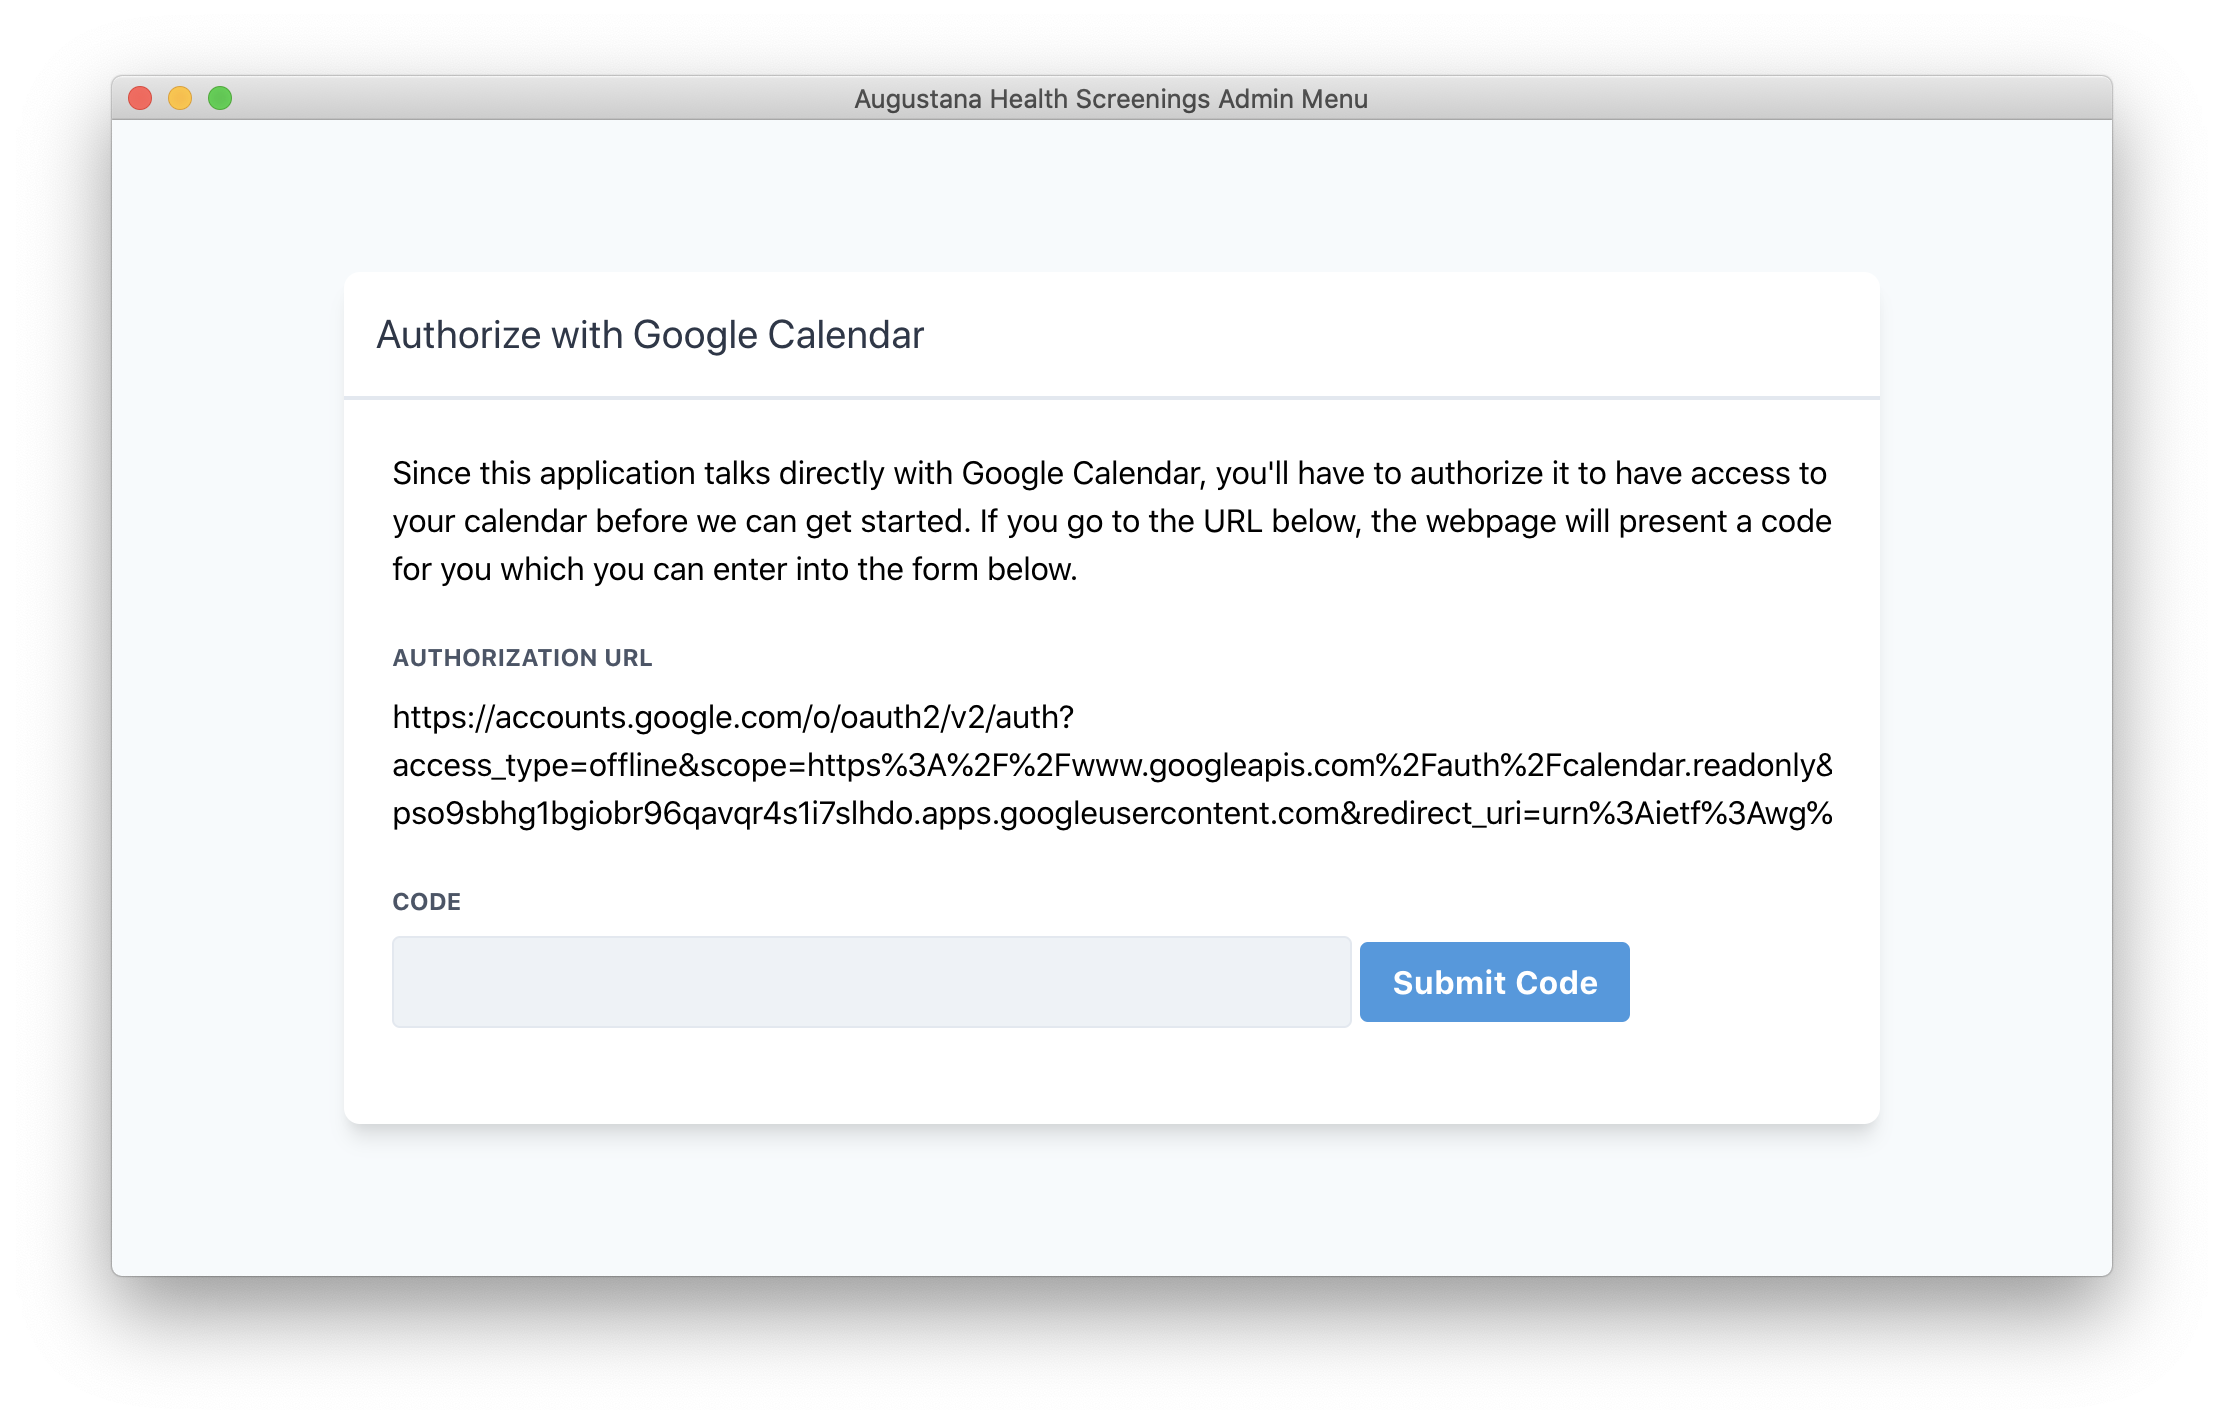 Augustana Health Screenings Admin Menu
Authorize with Google Calendar
Since this application talks directly with Google Calendar, you'll have to authorize it to have access to
your calendar before we can get started. If you go to the URL below, the webpage will present a code
for you which you can enter into the form below.
AUTHORIZATION URL
https://accounts.google.com/o/oauth2/v2/auth?
access_type=offline&scope=https%3A%2F%2Fwww.googleapis.com%2Fauth%2Fcalendar.readonly&
pso9sbhg1bgiobr96qavqr4s1i7slhdo.apps.googleusercontent.com&redirect_uri=urn%3Aietf%3Awg%
CODE
Submit Code